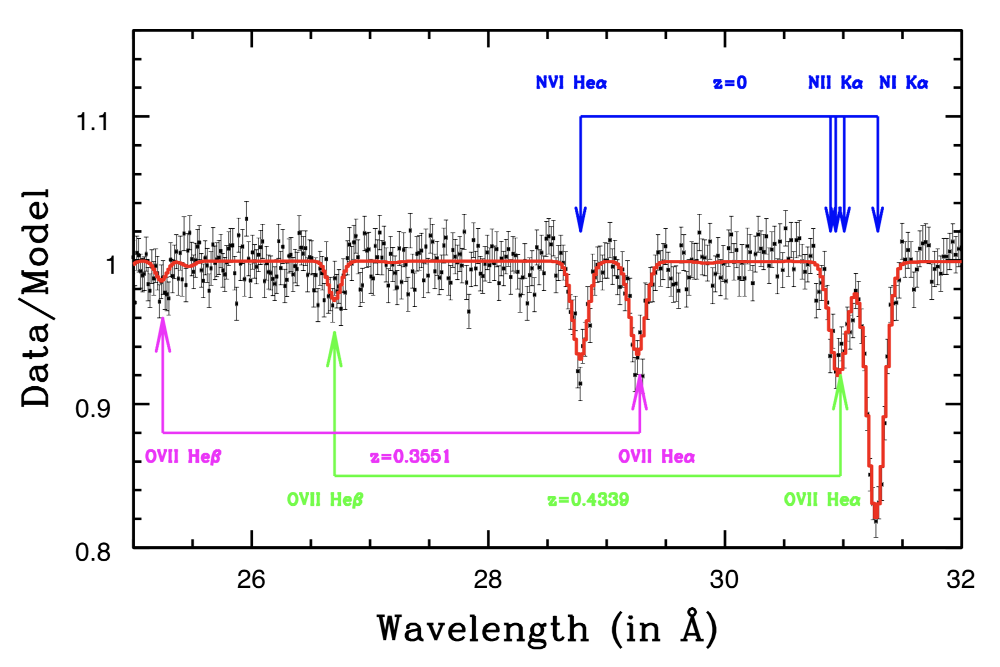 NVI Heα z=0 NII Kα NI Kα
1.1
1
0.9
0.8
Data/Model
OVII Heβ z=0.3551 OVII Heα
OVII Heβ z=0.4339 OVII Heα
26 28 30 32
Wavelength (in Å)